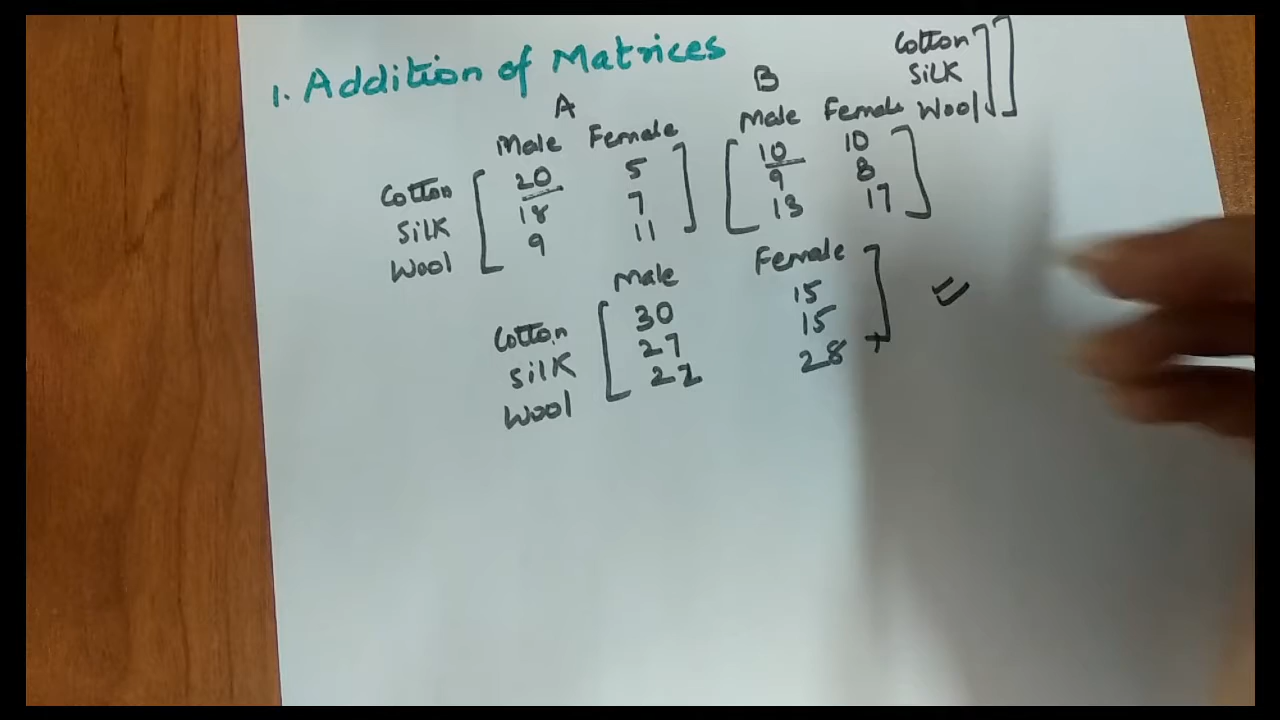 1. Addition of Matrices
A B Cotton
SiLK
Male Female Male Female Wool
Cotton 20 5 10 10
SiLK 18 7 9 8
Wool 9 11 13 17
Male Female
Cotton 30 15
SilK 27 15
Wool 22 28